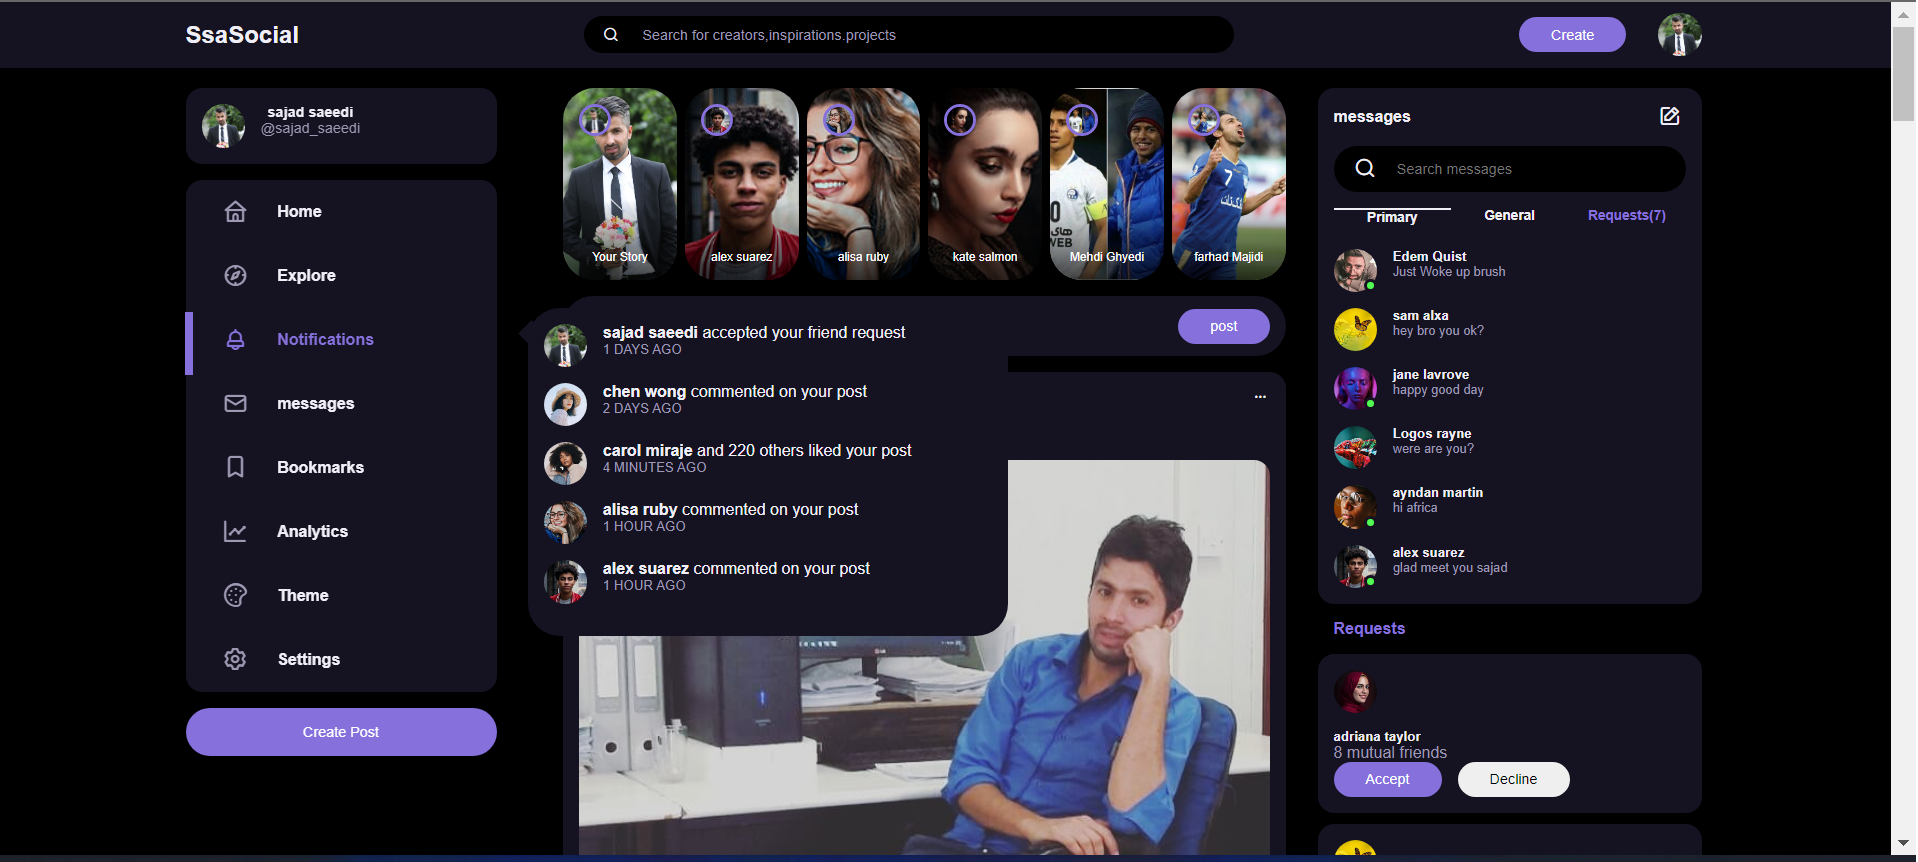 SsaSocial
Search for creators,inspirations.projects
Create
sajad saeedi
@sajad_saeedi
Home
Explore
Notifications
messages
Bookmarks
Analytics
Theme
Settings
Create Post
Your Story
alex suarez
alisa ruby
kate salmon
Mehdi Ghyedi
farhad Majidi
7
post
sajad saeedi accepted your friend request
1 DAYS AGO
chen wong commented on your post
2 DAYS AGO
carol miraje and 220 others liked your post
4 MINUTES AGO
alisa ruby commented on your post
1 HOUR AGO
alex suarez commented on your post
1 HOUR AGO
messages
Search messages
Primary
General
Requests(7)
Edem Quist
Just Woke up brush
sam alxa
hey bro you ok?
jane lavrove
happy good day
Logos rayne
were are you?
ayndan martin
hi africa
alex suarez
glad meet you sajad
Requests
adriana taylor
8 mutual friends
Accept
Decline